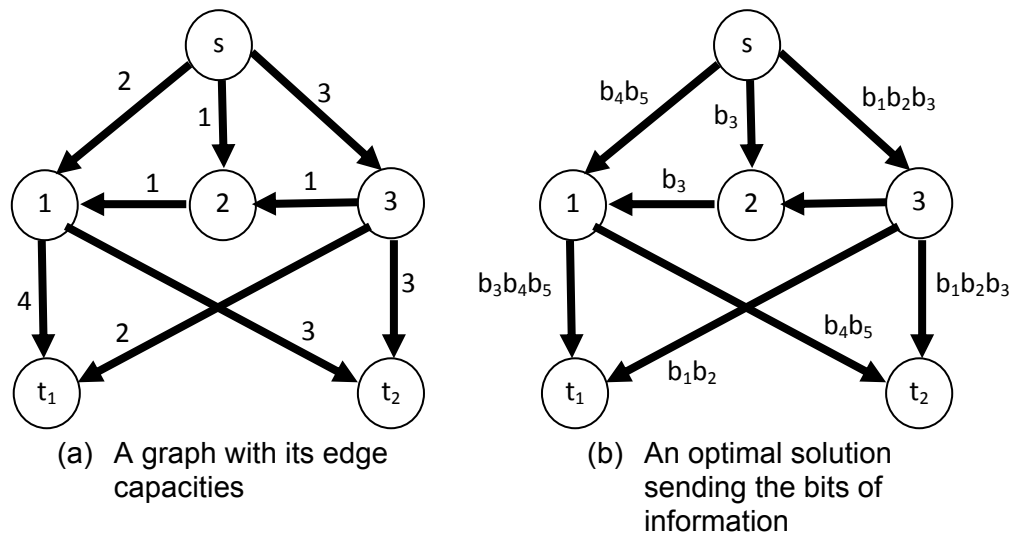 s
2
1
3
1
1
2
1
3
4
2
3
3
t₁
t₂
(a) A graph with its edge
capacities
s
b₄b₅
b₃
b₁b₂b₃
1
b₃
2
3
b₃b₄b₅
b₁b₂
b₄b₅
b₁b₂b₃
t₁
t₂
(b) An optimal solution
sending the bits of
information